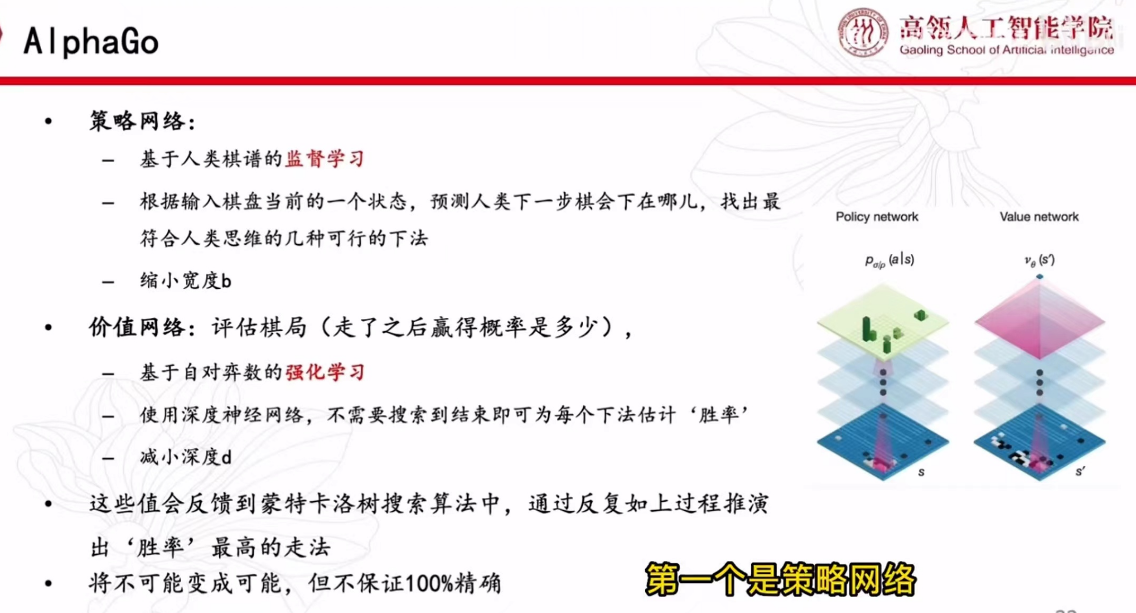 AlphaGo
高瓴人工智能学院
Gaoling School of Artificial Intelligence
• 策略网络：
– 基于人类棋谱的监督学习
– 根据输入棋盘当前的一个状态，预测人类下一步棋会下在哪儿，找出最
符合人类思维的几种可行的下法
– 缩小宽度b
• 价值网络：评估棋局（走了之后赢得概率是多少），
– 基于自对弈数的强化学习
– 使用深度神经网络，不需要搜索到结束即可为每个下法估计‘胜率’
– 减小深度d
• 这些值会反馈到蒙特卡洛树搜索算法中，通过反复如上过程推演
出‘胜率’最高的走法
• 将不可能变成可能，但不保证100%精确
Policy network
Value network
pσ/ρ (a|s)
νθ (s′)
s
s′
第一个是策略网络